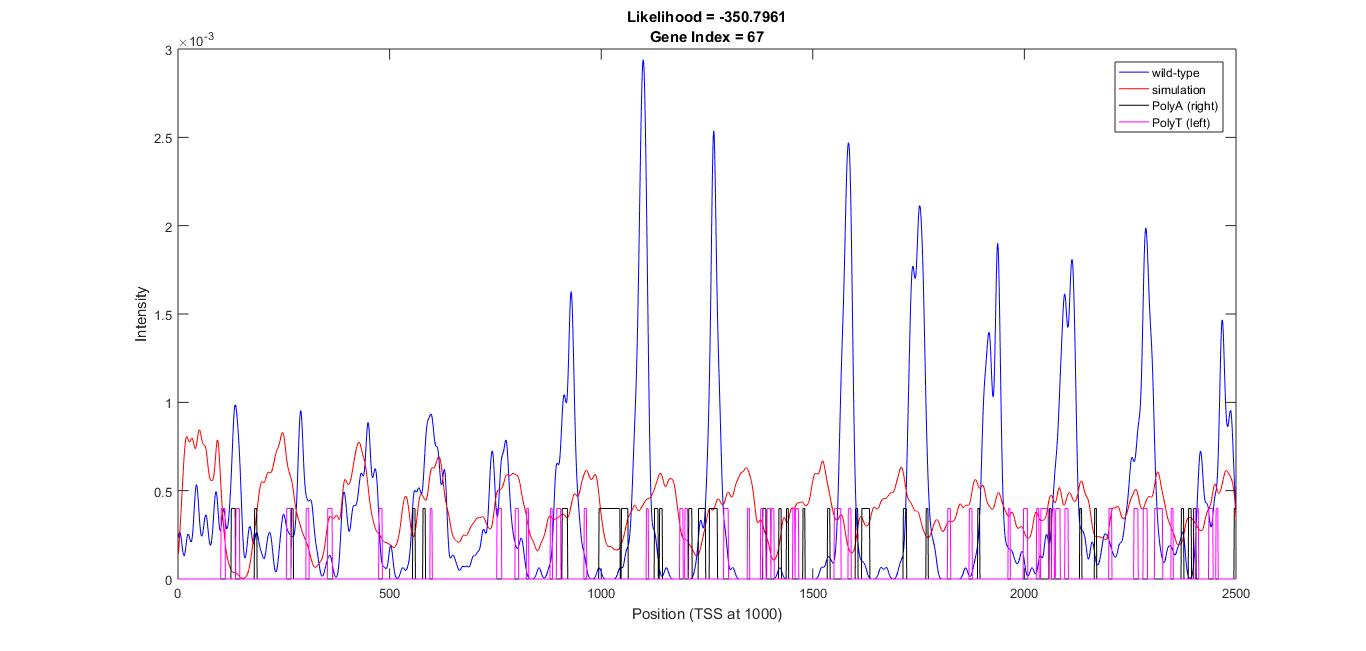 Likelihood = -350.7961
Gene Index = 67
×10⁻³
3
2.5
2
1.5
1
0.5
0
Intensity
wild-type
simulation
PolyA (right)
PolyT (left)
0 500 1000 1500 2000 2500
Position (TSS at 1000)